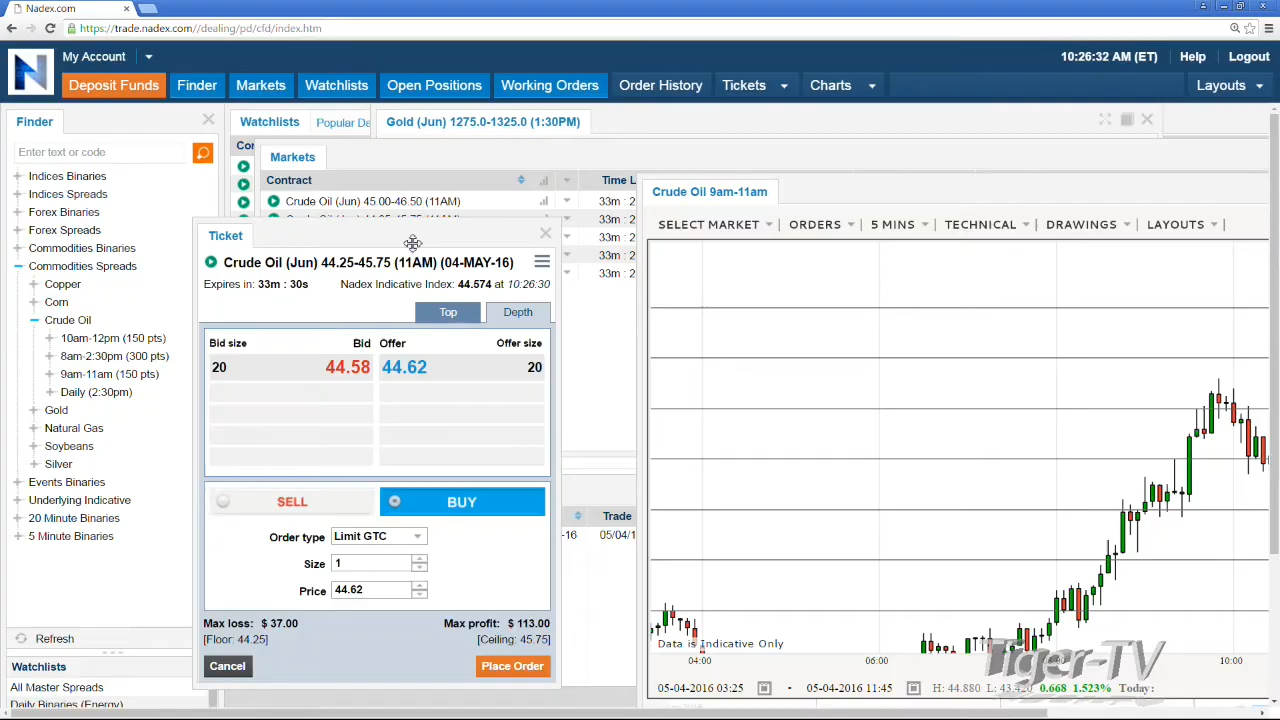 Nadex.com
https://trade.nadex.com//dealing/pd/cfd/index.htm
My Account
10:26:32 AM (ET) Help Logout
Deposit Funds Finder Markets Watchlists Open Positions Working Orders Order History Tickets Charts Layouts
Finder
Enter text or code
Indices Binaries
Indices Spreads
Forex Binaries
Forex Spreads
Commodities Binaries
Commodities Spreads
Copper
Corn
Crude Oil
10am-12pm (150 pts)
8am-2:30pm (300 pts)
9am-11am (150 pts)
Daily (2:30pm)
Gold
Natural Gas
Soybeans
Silver
Events Binaries
Underlying Indicative
20 Minute Binaries
5 Minute Binaries
Refresh
Watchlists
All Master Spreads
Daily Binaries (Energy)
Watchlists Popular Da
Gold (Jun) 1275.0-1325.0 (1:30PM)
Cor
Markets
Contract Time L
Crude Oil (Jun) 45.00-46.50 (11AM) 33m : 2
33m : 2
33m : 2
33m : 2
33m : 2
Trade
-16 05/04/1
Ticket
Crude Oil (Jun) 44.25-45.75 (11AM) (04-MAY-16)
Expires in: 33m : 30s Nadex Indicative Index: 44.574 at 10:26:30
Top Depth
Bid size Bid Offer Offer size
20 44.58 44.62 20
SELL BUY
Order type Limit GTC
Size 1
Price 44.62
Max loss: $ 37.00 Max profit: $ 113.00
[Floor: 44.25] [Ceiling: 45.75]
Cancel Place Order
Crude Oil 9am-11am
SELECT MARKET ORDERS 5 MINS TECHNICAL DRAWINGS LAYOUTS
Data is Indicative Only
04:00 06:00 10:00
Tiger-TV
05-04-2016 03:25 - 05-04-2016 11:45 H: 44.880 L: 43.420 0.668 1.523% Today: